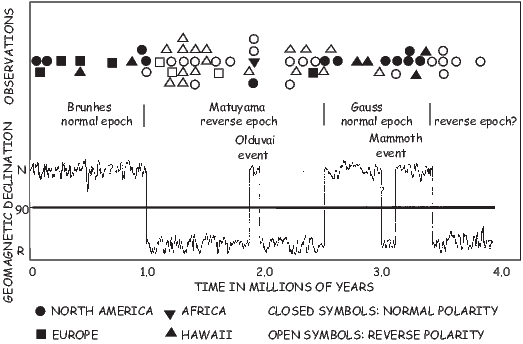 OBSERVATIONS
Brunhes
normal epoch
Matuyama
reverse epoch
Gauss
normal epoch
reverse epoch?
Olduvai
event
Mammoth
event
GEOMAGNETIC DECLINATION
N
90
R
?
?
?
0 1.0 2.0 3.0 4.0
TIME IN MILLIONS OF YEARS
NORTH AMERICA AFRICA CLOSED SYMBOLS: NORMAL POLARITY
EUROPE HAWAII OPEN SYMBOLS: REVERSE POLARITY